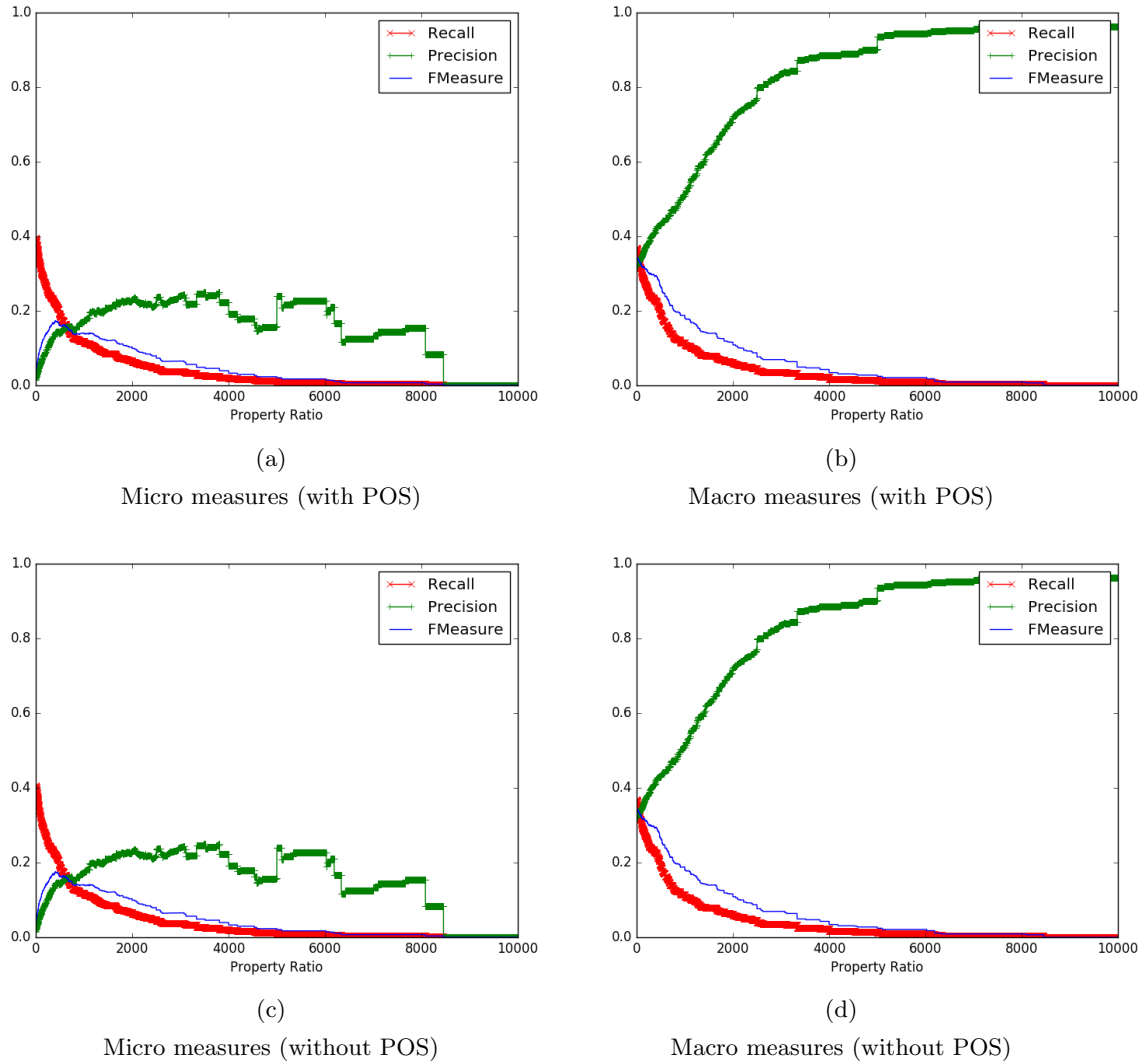 1.0
0.8
0.6
0.4
0.2
0.0
Recall
Precision
FMeasure
0 2000 4000 6000 8000 10000
Property Ratio
(a)
Micro measures (with POS)
1.0
0.8
0.6
0.4
0.2
0.0
Recall
Precision
FMeasure
0 2000 4000 6000 8000 10000
Property Ratio
(b)
Macro measures (with POS)
1.0
0.8
0.6
0.4
0.2
0.0
Recall
Precision
FMeasure
0 2000 4000 6000 8000 10000
Property Ratio
(c)
Micro measures (without POS)
1.0
0.8
0.6
0.4
0.2
0.0
Recall
Precision
FMeasure
0 2000 4000 6000 8000 10000
Property Ratio
(d)
Macro measures (without POS)